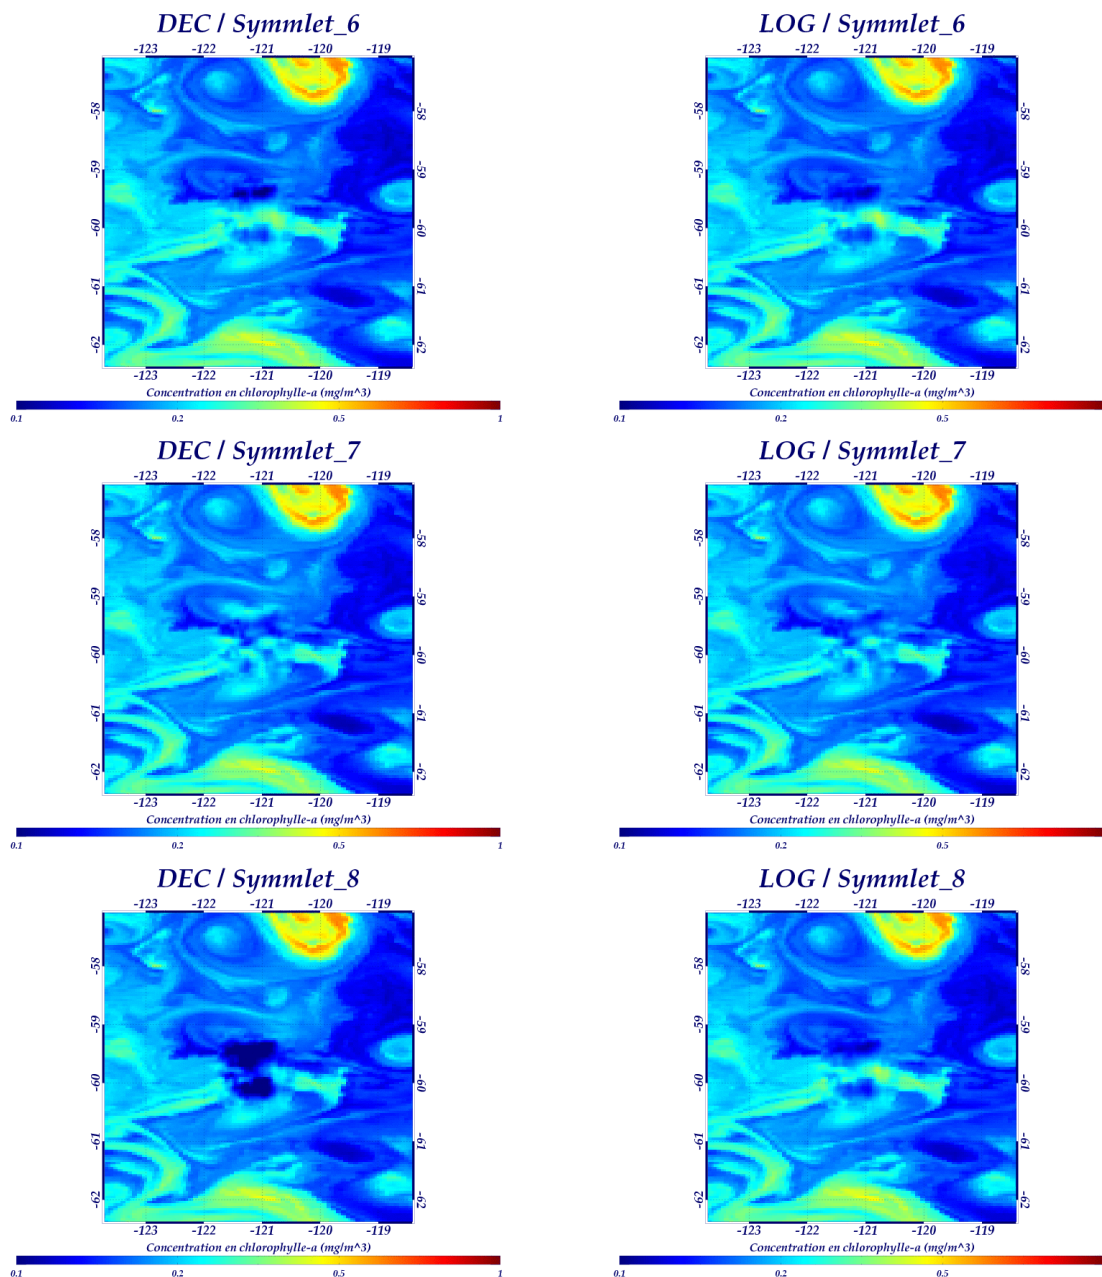 DEC / Symmlet_6
LOG / Symmlet_6
-123 -122 -121 -120 -119
-123 -122 -121 -120 -119
-58 -58 -58 -58
-59 -59 -59 -59
-60 -60 -60 -60
-61 -61 -61 -61
-62 -62 -62 -62
-123 -122 -121 -120 -119
-123 -122 -121 -120 -119
Concentration en chlorophylle-a (mg/m^3)
Concentration en chlorophylle-a (mg/m^3)
0.1 0.2 0.5 1
0.1 0.2 0.5
DEC / Symmlet_7
LOG / Symmlet_7
-123 -122 -121 -120 -119
-123 -122 -121 -120 -119
-58 -58 -58 -58
-59 -59 -59 -59
-60 -60 -60 -60
-61 -61 -61 -61
-62 -62 -62 -62
-123 -122 -121 -120 -119
-123 -122 -121 -120 -119
Concentration en chlorophylle-a (mg/m^3)
Concentration en chlorophylle-a (mg/m^3)
0.1 0.2 0.5 1
0.1 0.2 0.5
DEC / Symmlet_8
LOG / Symmlet_8
-123 -122 -121 -120 -119
-123 -122 -121 -120 -119
-58 -58 -58 -58
-59 -59 -59 -59
-60 -60 -60 -60
-61 -61 -61 -61
-62 -62 -62 -62
-123 -122 -121 -120 -119
-123 -122 -121 -120 -119
Concentration en chlorophylle-a (mg/m^3)
Concentration en chlorophylle-a (mg/m^3)
0.1 0.2 0.5 1
0.1 0.2 0.5